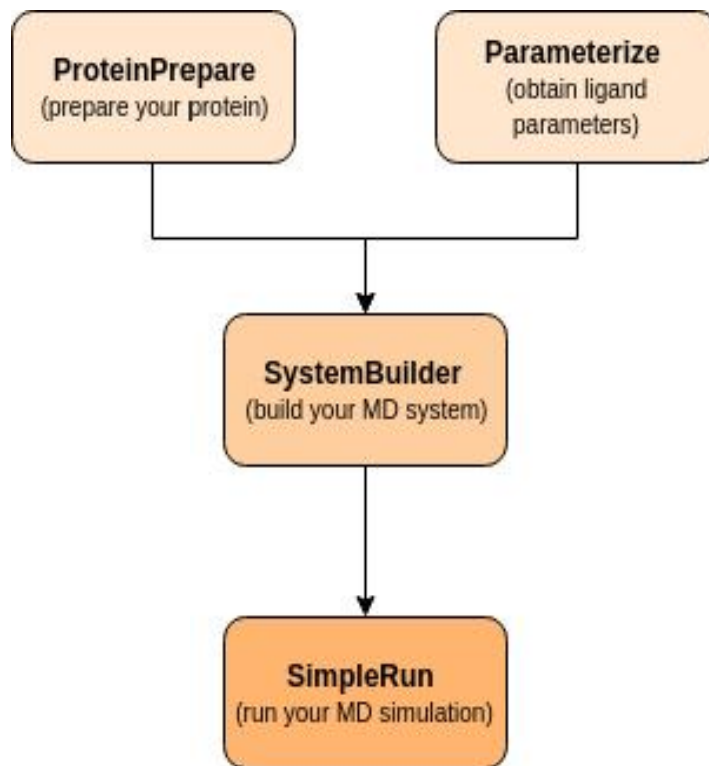 ProteinPrepare
(prepare your protein)
Parameterize
(obtain ligand
parameters)
SystemBuilder
(build your MD system)
SimpleRun
(run your MD simulation)